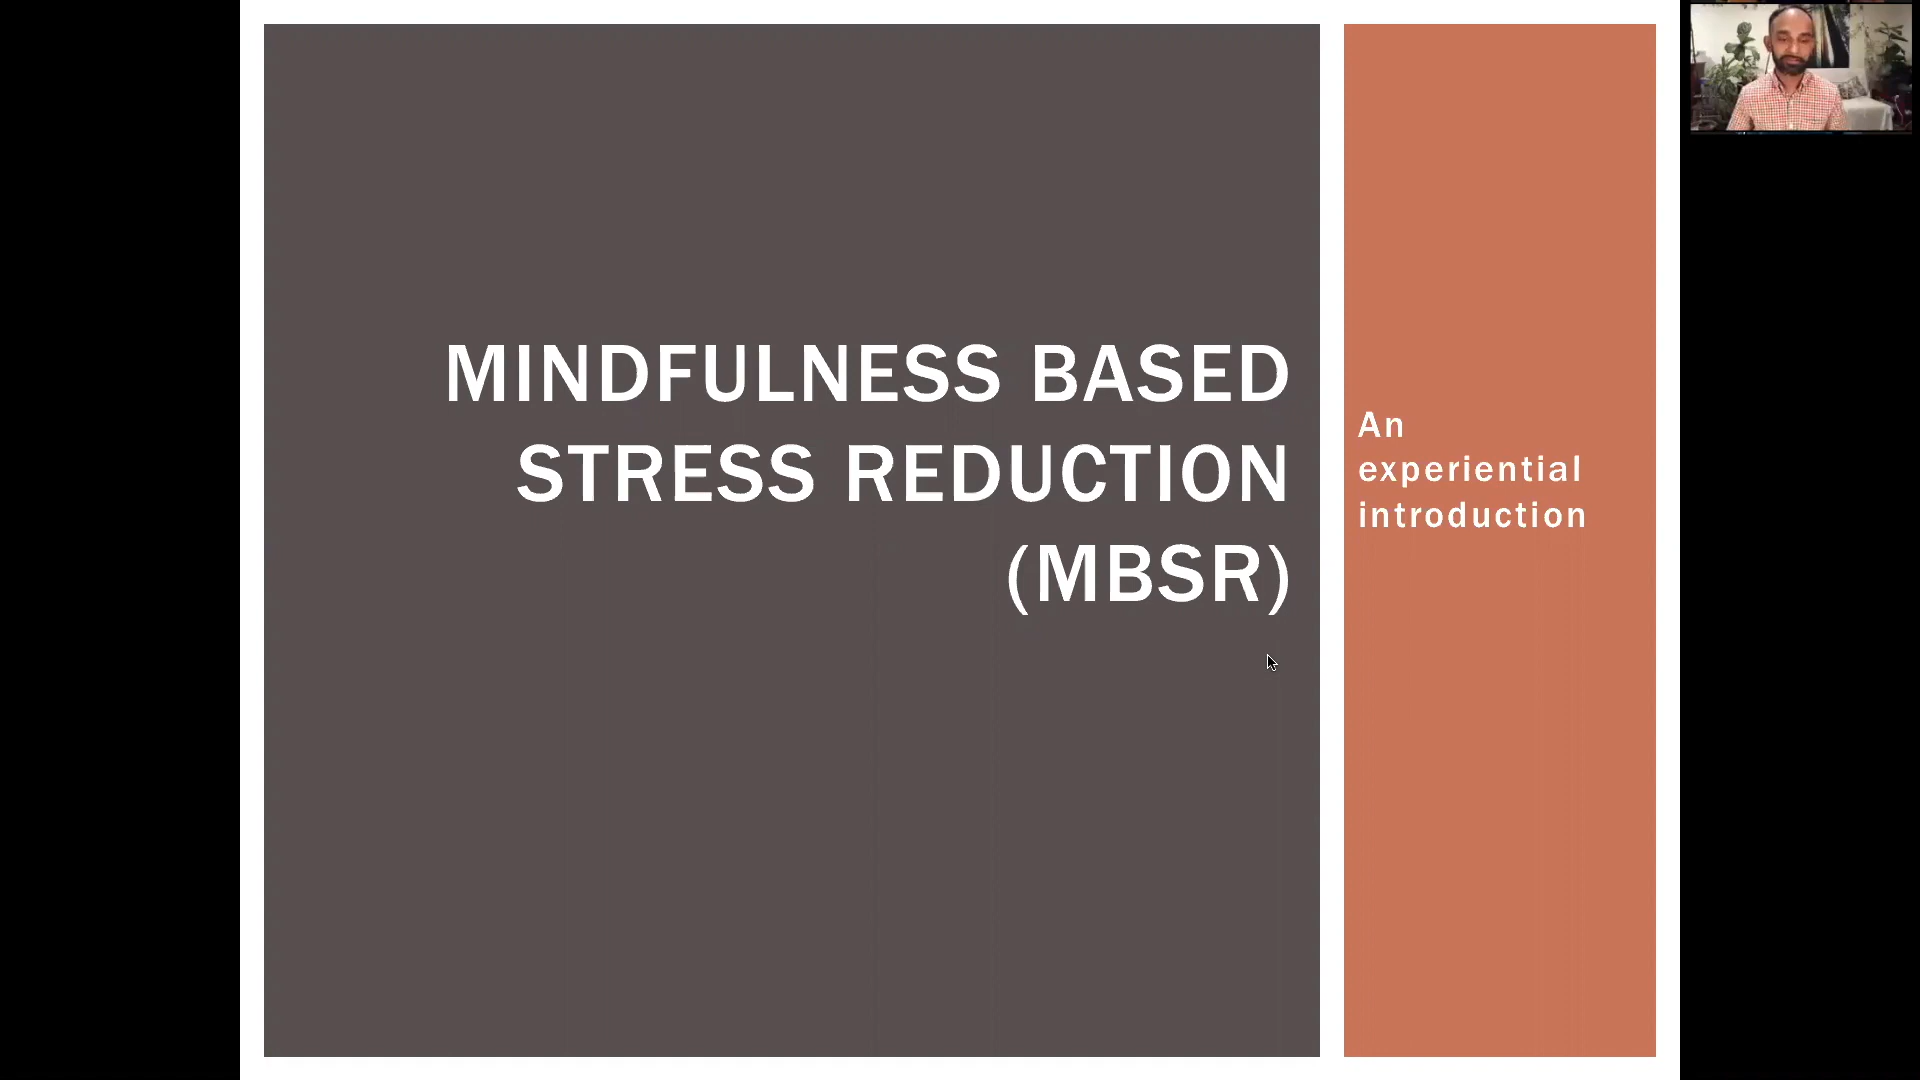 MINDFULNESS BASED
STRESS REDUCTION
(MBSR)
An
experiential
introduction